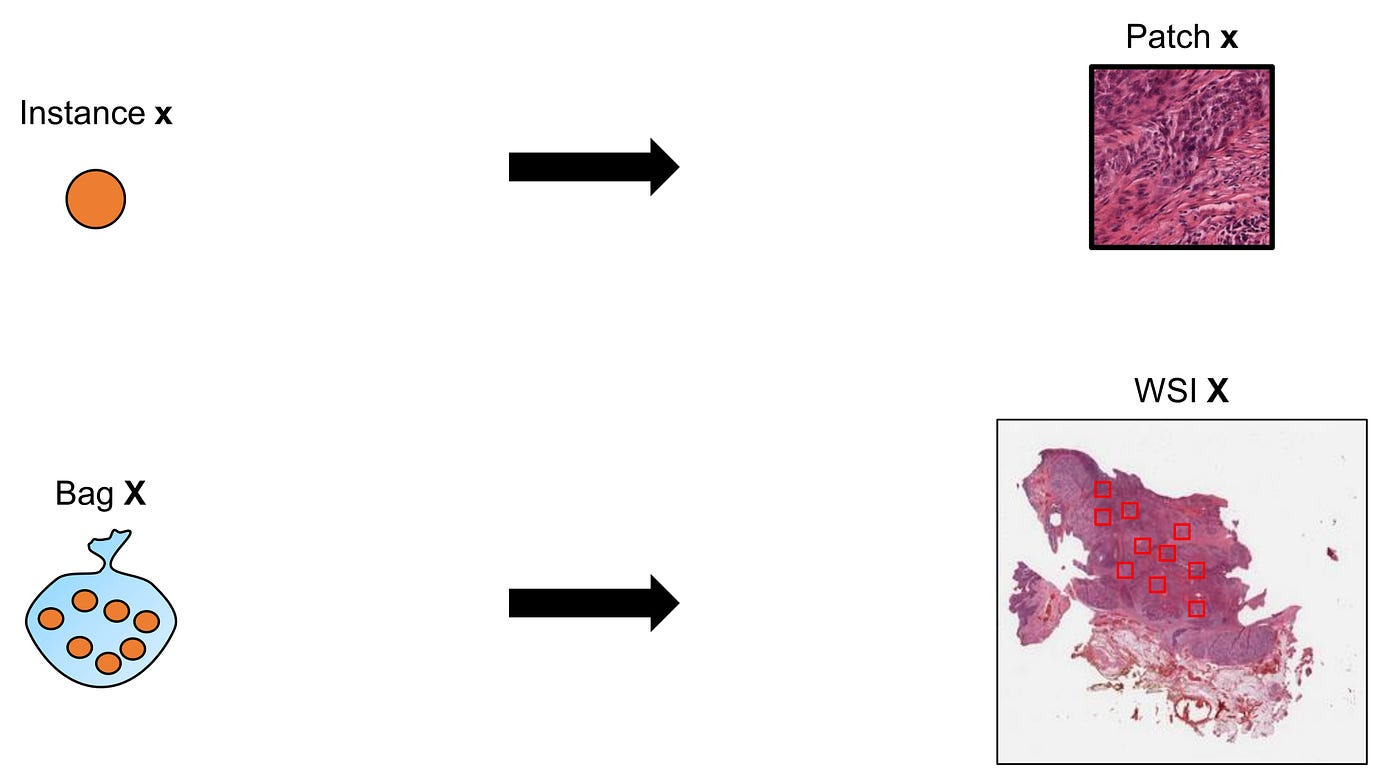 Instance x
Patch x
Bag X
WSI X